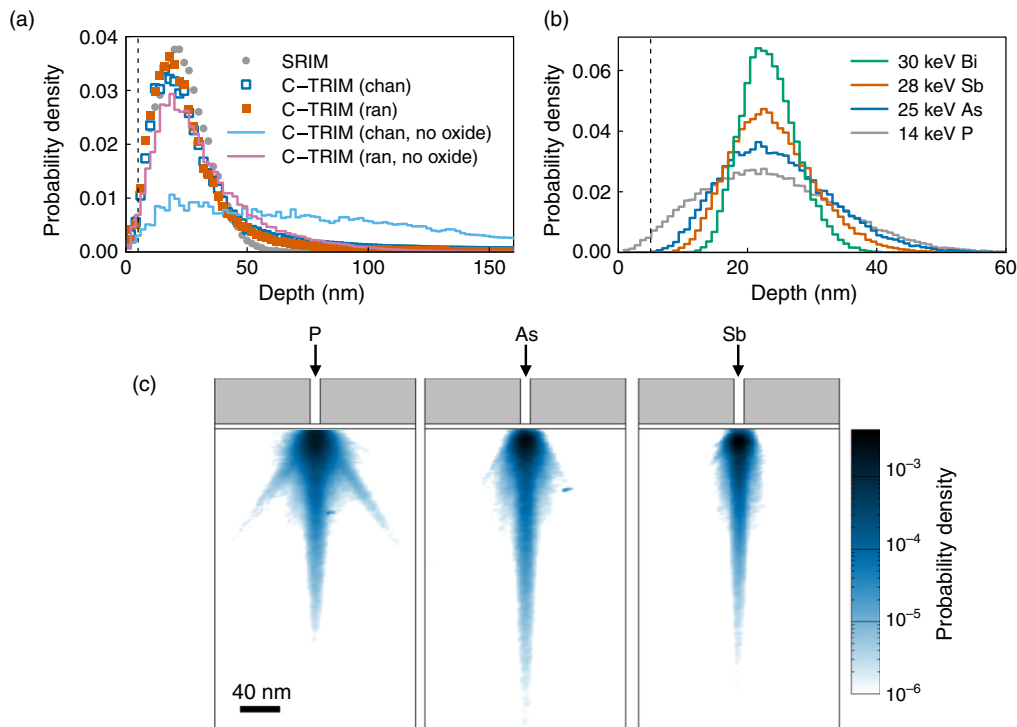 (a)
Probability density
0.04
0.03
0.02
0.01
0.00
SRIM
C−TRIM (chan)
C−TRIM (ran)
C−TRIM (chan, no oxide)
C−TRIM (ran, no oxide)
0
50
100
150
Depth (nm)
(b)
Probability density
0.06
0.04
0.02
0.00
30 keV Bi
28 keV Sb
25 keV As
14 keV P
0
20
40
60
Depth (nm)
(c)
P
As
Sb
40 nm
10⁻³
10⁻⁴
10⁻⁵
10⁻⁶
Probability density